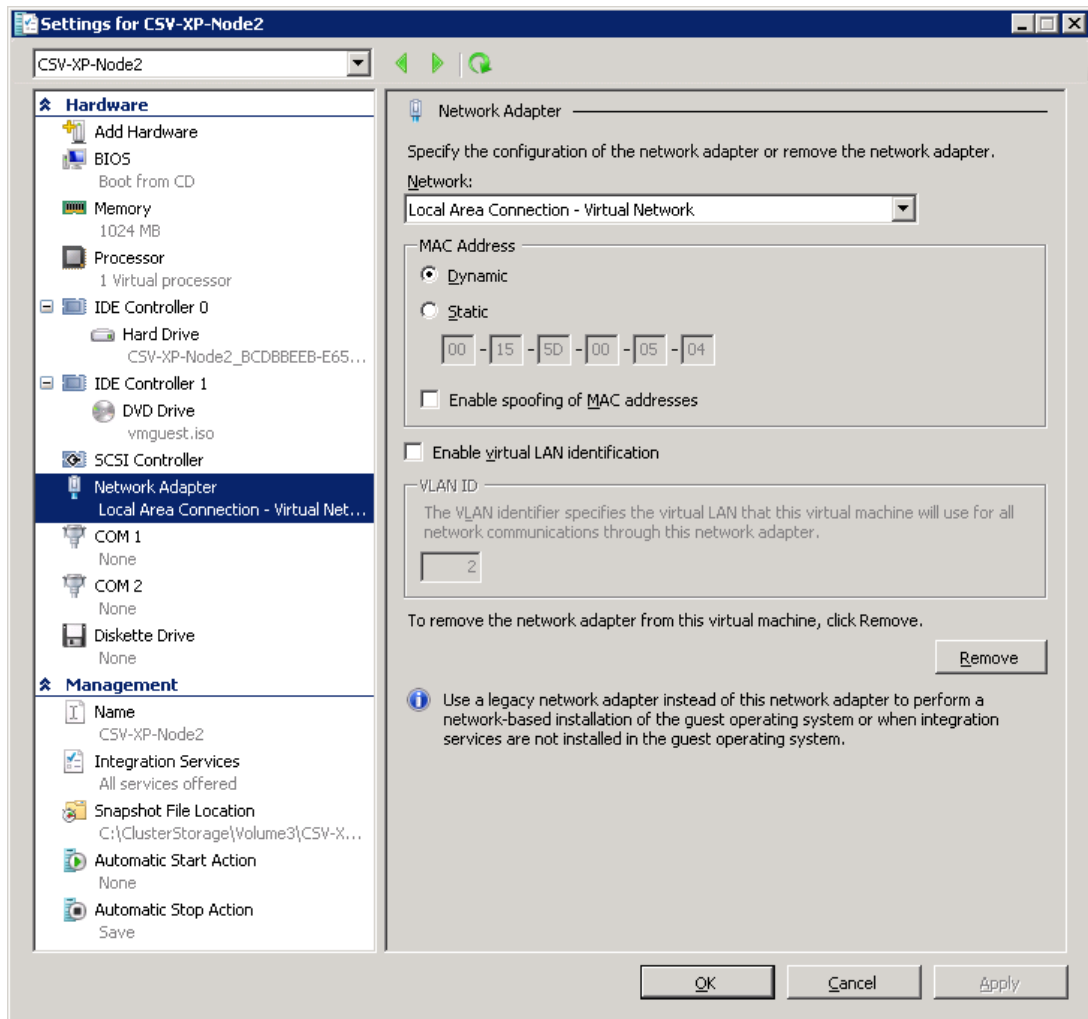 Settings for CSV-XP-Node2
CSV-XP-Node2
Hardware
Add Hardware
BIOS
Boot from CD
Memory
1024 MB
Processor
1 Virtual processor
IDE Controller 0
Hard Drive
CSV-XP-Node2_BCDBBEEB-E65...
IDE Controller 1
DVD Drive
vmguest.iso
SCSI Controller
Network Adapter
Local Area Connection - Virtual Net...
COM 1
None
COM 2
None
Diskette Drive
None
Management
Name
CSV-XP-Node2
Integration Services
All services offered
Snapshot File Location
C:\ClusterStorage\Volume3\CSV-X...
Automatic Start Action
None
Automatic Stop Action
Save
Network Adapter
Specify the configuration of the network adapter or remove the network adapter.
Network:
Local Area Connection - Virtual Network
MAC Address
Dynamic
Static
00 - 15 - 5D - 00 - 05 - 04
Enable spoofing of MAC addresses
Enable virtual LAN identification
VLAN ID
The VLAN identifier specifies the virtual LAN that this virtual machine will use for all
network communications through this network adapter.
2
To remove the network adapter from this virtual machine, click Remove.
Remove
Use a legacy network adapter instead of this network adapter to perform a
network-based installation of the guest operating system or when integration
services are not installed in the guest operating system.
OK
Cancel
Apply